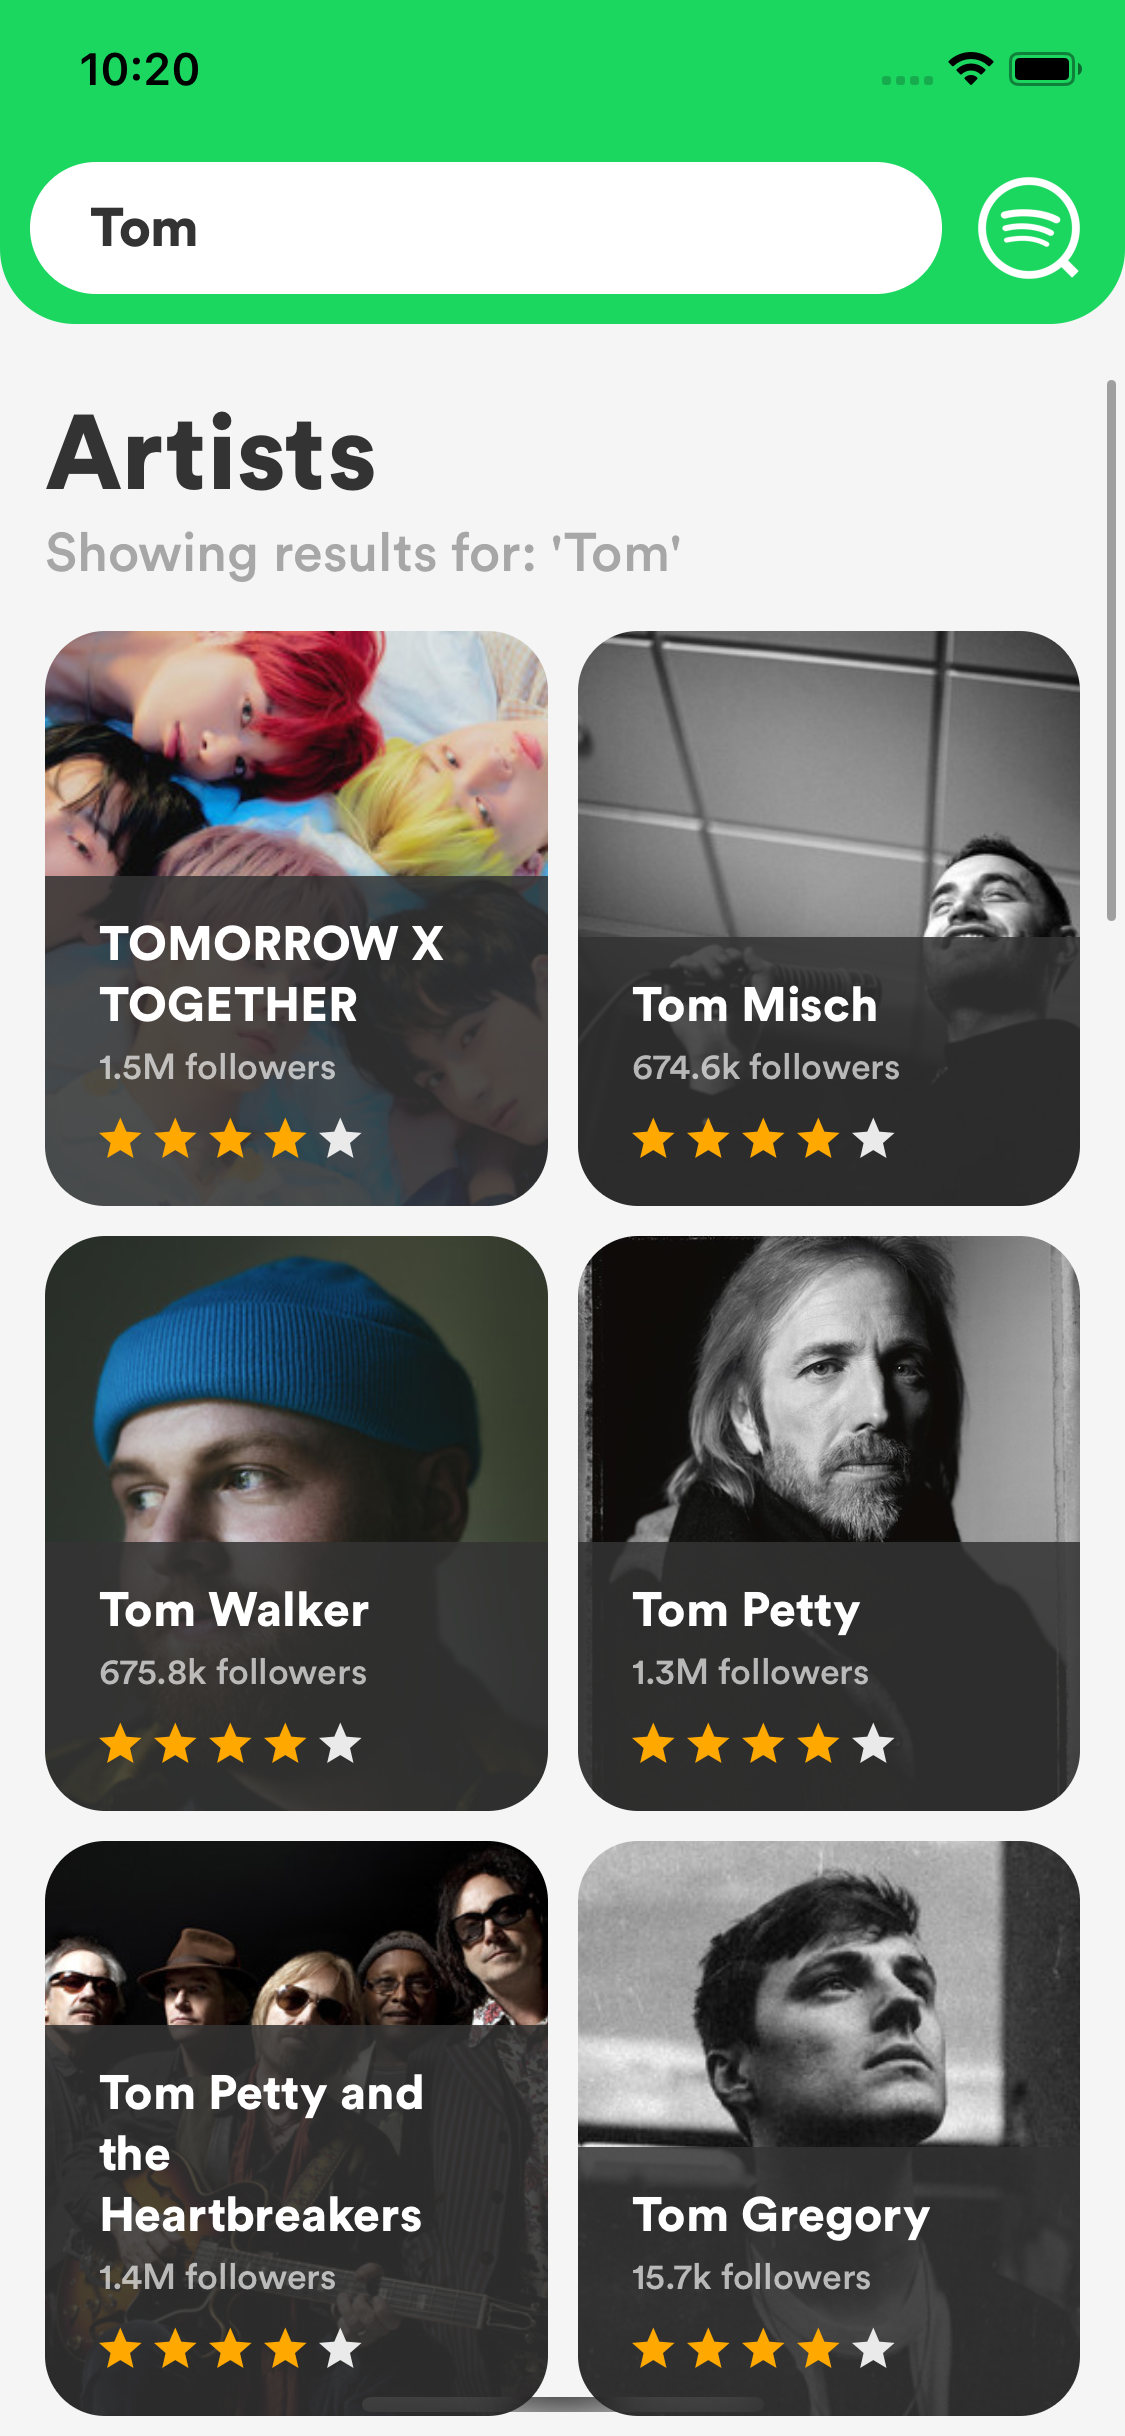 10:20
Tom
Artists
Showing results for: 'Tom'
TOMORROW X
TOGETHER
1.5M followers
Tom Misch
674.6k followers
Tom Walker
675.8k followers
Tom Petty
1.3M followers
Tom Petty and
the
Heartbreakers
1.4M followers
Tom Gregory
15.7k followers